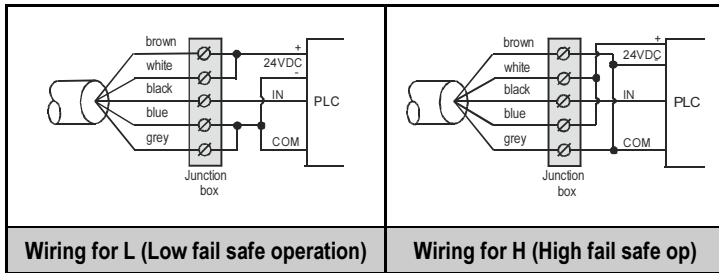 brown
white
black
blue
grey
+
24VDC
-
IN
PLC
COM
Junction
box
Wiring for L (Low fail safe operation)
brown
white
black
blue
grey
+
24VDC
-
IN
PLC
COM
Junction
box
Wiring for H (High fail safe op)